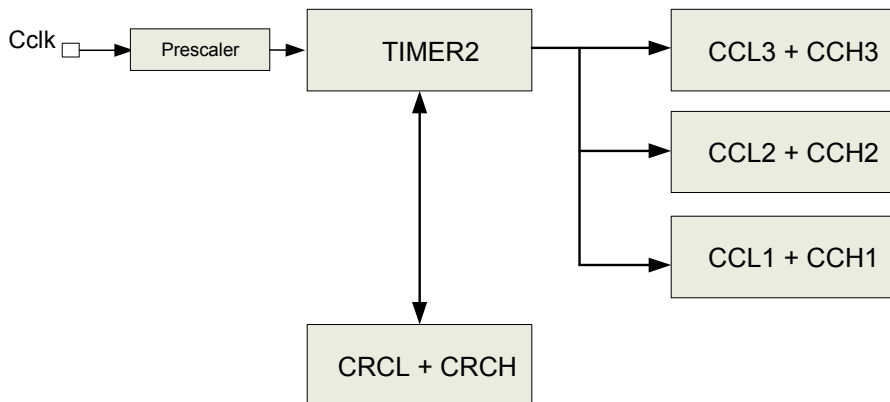 Cclk
Prescaler
TIMER2
CCL3 + CCH3
CCL2 + CCH2
CCL1 + CCH1
CRCL + CRCH